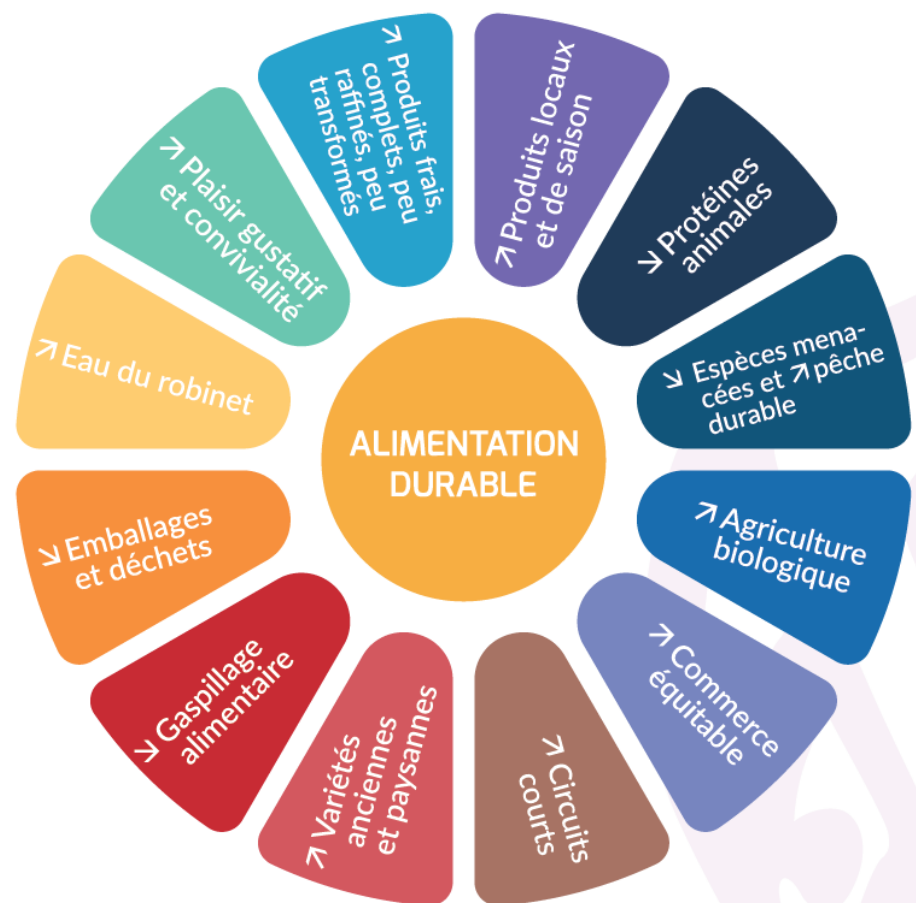 ↗ Produits locaux
et de saison
↘ Protéines
animales
↘ Espèces mena-
cées et ↗ pêche
durable
↗ Agriculture
biologique
↗ Commerce
équitable
↗ Circuits
courts
↗ Variétés
anciennes
et paysannes
↘ Gaspillage
alimentaire
↘ Emballages
et déchets
↗ Eau du robinet
↗ Plaisir gustatif
et convivialité
↗ Produits frais,
complets, peu
raffinés, peu
transformés
ALIMENTATION
DURABLE